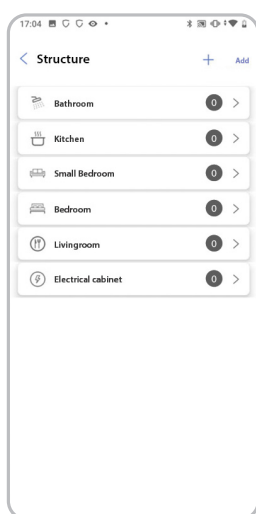 17:04
Structure
+ Add
Bathroom 0
Kitchen 0
Small Bedroom 0
Bedroom 0
Livingroom 0
Electrical cabinet 0